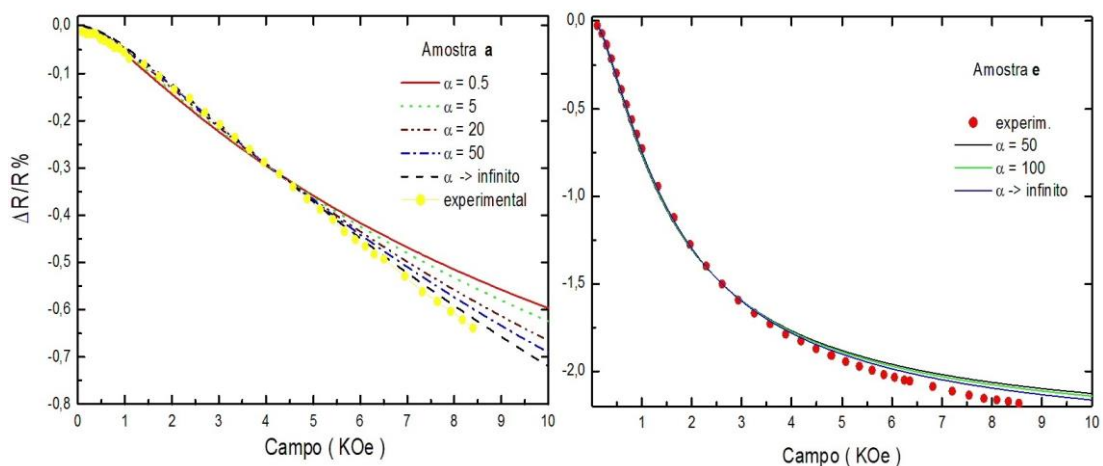 0,0
-0,1
-0,2
-0,3
-0,4
-0,5
-0,6
-0,7
-0,8
ΔR/R%
Amostra a
α = 0.5
α = 5
α = 20
α = 50
α -> infinito
experimental
0 1 2 3 4 5 6 7 8 9 10
Campo ( KOe )
0,0
-0,5
-1,0
-1,5
-2,0
Amostra e
experim.
α = 50
α = 100
α -> infinito
0 1 2 3 4 5 6 7 8 9 10
Campo ( KOe )